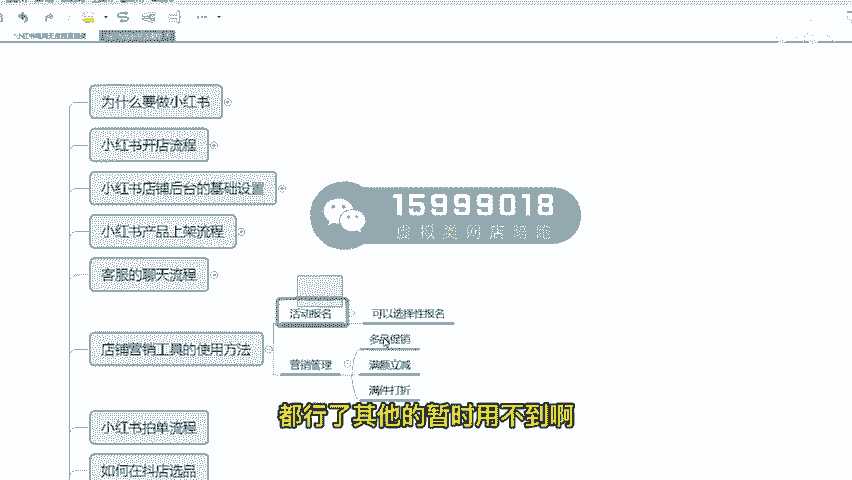 为什么要做小红书
小红书开店流程
小红书店铺后台的基础设置
小红书产品上架流程
客服的聊天流程
店铺营销工具的使用方法
活动报名
可以选择性报名
营销管理
多品促销
满额立减
满件打折
小红书拍单流程
如何在抖店选品
15999018
虚拟类网店陪跑
都行了其他的暂时用不到啊